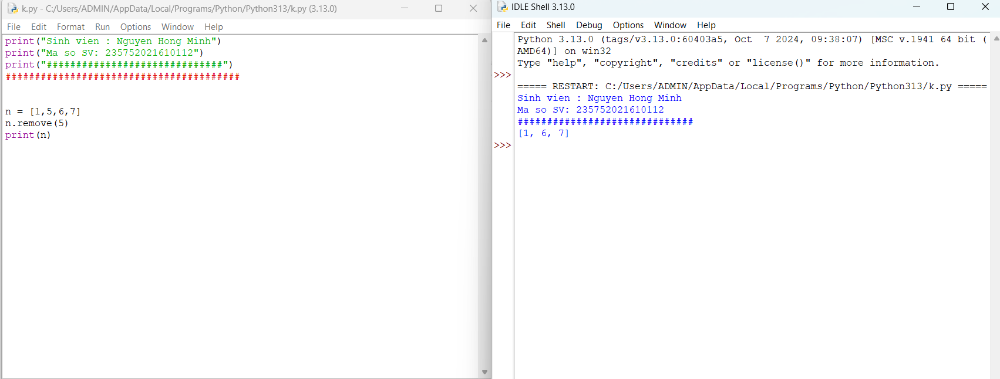 k.py - C:/Users/ADMIN/AppData/Local/Programs/Python/Python313/k.py (3.13.0)
File Edit Format Run Options Window Help
print("Sinh vien : Nguyen Hong Minh")
print("Ma so SV: 235752021610112")
print("##############################")
########################################
n = [1,5,6,7]
n.remove(5)
print(n)
IDLE Shell 3.13.0
File Edit Shell Debug Options Window Help
Python 3.13.0 (tags/v3.13.0:60403a5, Oct  7 2024, 09:38:07) [MSC v.1941 64 bit (
AMD64)] on win32
Type "help", "copyright", "credits" or "license()" for more information.
>>>
===== RESTART: C:/Users/ADMIN/AppData/Local/Programs/Python/Python313/k.py =====
Sinh vien : Nguyen Hong Minh
Ma so SV: 235752021610112
##############################
[1, 6, 7]
>>>